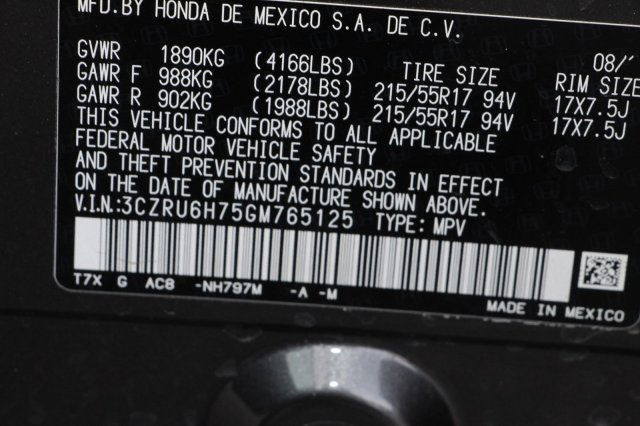 MFD.BY HONDA DE MEXICO S.A. DE C.V.
08/
GVWR 1890KG (4166LBS) TIRE SIZE RIM SIZE
GAWR F 988KG (2178LBS) 215/55R17 94V 17X7.5J
GAWR R 902KG (1988LBS) 215/55R17 94V 17X7.5J
THIS VEHICLE CONFORMS TO ALL APPLICABLE
FEDERAL MOTOR VEHICLE SAFETY
AND THEFT PREVENTION STANDARDS IN EFFECT
ON THE DATE OF MANUFACTURE SHOWN ABOVE.
V.I.N.:3CZRU6H75GM765125 TYPE: MPV
T7X G AC8 -NH797M -A -M
MADE IN MEXICO